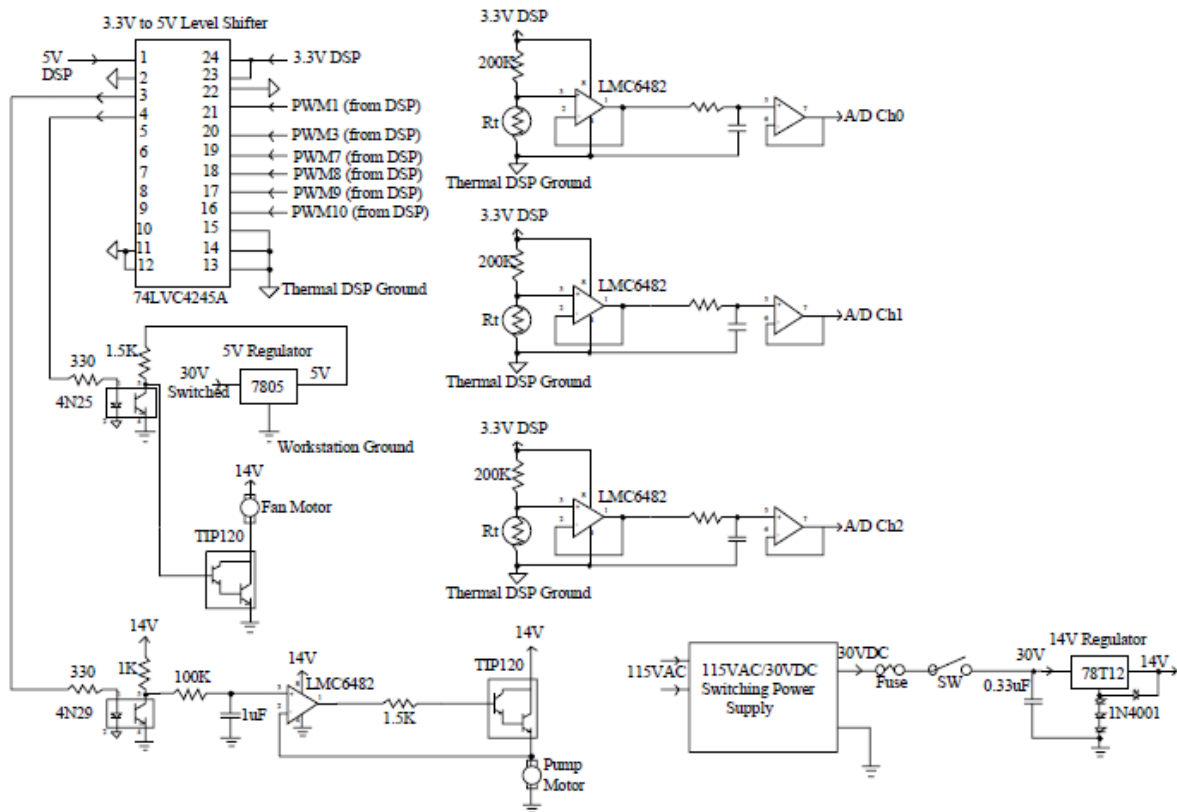 3.3V to 5V Level Shifter
5V DSP
3.3V DSP
1 24
2 23
3 22
4 21
5 20
6 19
7 18
8 17
9 16
10 15
11 14
12 13
PWM1 (from DSP)
PWM3 (from DSP)
PWM7 (from DSP)
PWM8 (from DSP)
PWM9 (from DSP)
PWM10 (from DSP)
Thermal DSP Ground
74LVC4245A
3.3V DSP
200K
LMC6482
Rt
A/D Ch0
Thermal DSP Ground
3.3V DSP
200K
LMC6482
Rt
A/D Ch1
Thermal DSP Ground
3.3V DSP
200K
LMC6482
Rt
A/D Ch2
Thermal DSP Ground
1.5K
330
4N25
5V Regulator
30V Switched
7805
5V
Workstation Ground
14V
Fan Motor
TIP120
14V
330
1K
100K
4N29
1uF
14V
LMC6482
1.5K
TIP120
14V
Pump Motor
115VAC
115VAC/30VDC
Switching Power
Supply
30VDC
Fuse
SW
30V
0.33uF
14V Regulator
78T12
14V
1N4001